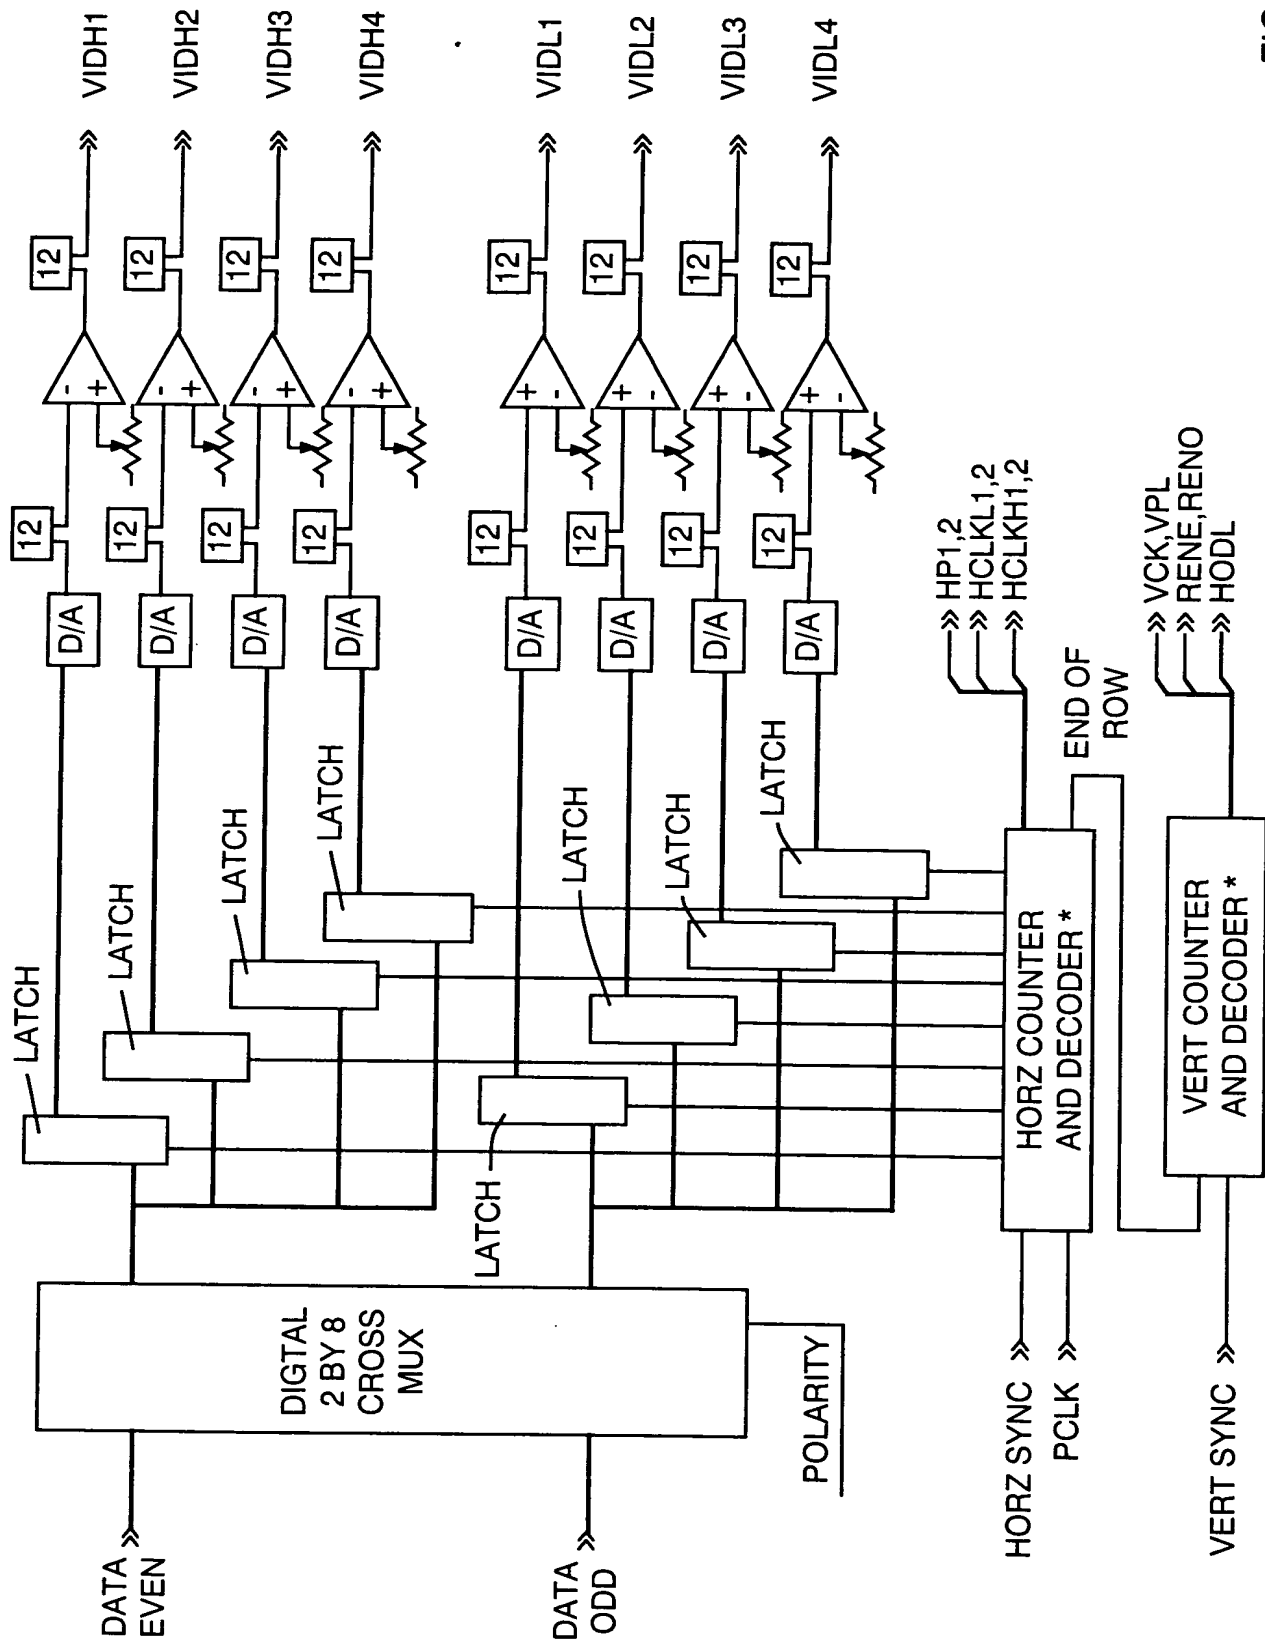 DATA
EVEN
DATA
ODD
DIGTAL
2 BY 8
CROSS
MUX
POLARITY
LATCH
LATCH
LATCH
LATCH
LATCH
LATCH
LATCH
LATCH
D/A
D/A
D/A
D/A
D/A
D/A
D/A
D/A
12
12
12
12
12
12
12
12
- +
- +
- +
- +
+ -
+ -
+ -
+ -
12
12
12
12
12
12
12
12
VIDH1
VIDH2
VIDH3
VIDH4
VIDL1
VIDL2
VIDL3
VIDL4
HORZ SYNC
PCLK
HORZ COUNTER
AND DECODER *
HP1,2
HCLKL1,2
HCLKH1,2
END OF
ROW
VERT SYNC
VERT COUNTER
AND DECODER *
VCK,VPL
RENE,RENO
HODL